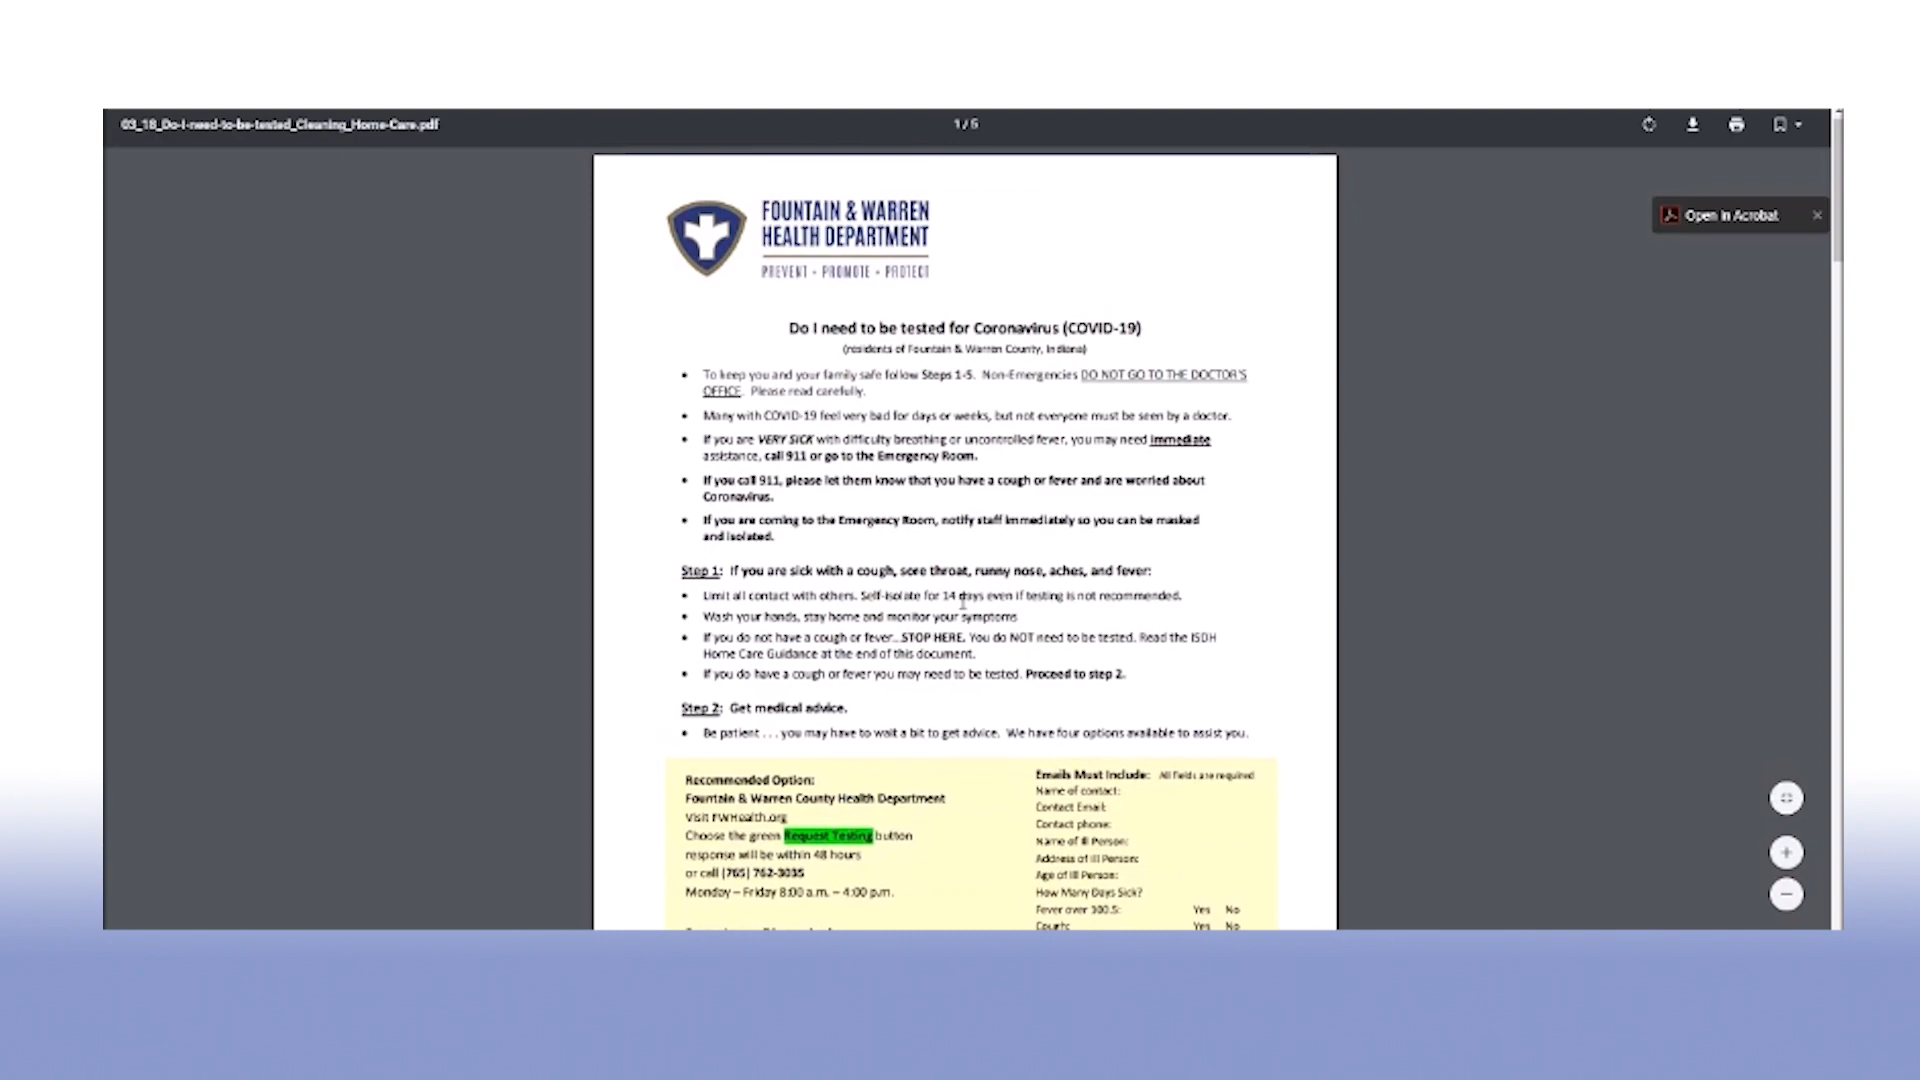 03_18_Do-I-need-to-be-tested_Cleaning_Home-Care.pdf
1 / 5
Open in Acrobat
FOUNTAIN & WARREN
HEALTH DEPARTMENT
PREVENT • PROMOTE • PROTECT
Do I need to be tested for Coronavirus (COVID-19)
(residents of Fountain & Warren County, Indiana)
• To keep you and your family safe follow Steps 1-5. Non-Emergencies DO NOT GO TO THE DOCTOR'S
OFFICE. Please read carefully.
• Many with COVID-19 feel very bad for days or weeks, but not everyone must be seen by a doctor.
• If you are VERY SICK with difficulty breathing or uncontrolled fever, you may need immediate
assistance, call 911 or go to the Emergency Room.
• If you call 911, please let them know that you have a cough or fever and are worried about
Coronavirus.
• If you are coming to the Emergency Room, notify staff immediately so you can be masked
and isolated.
Step 1: If you are sick with a cough, sore throat, runny nose, aches, and fever:
• Limit all contact with others. Self-isolate for 14 days even if testing is not recommended.
• Wash your hands, stay home and monitor your symptoms
• If you do not have a cough or fever...STOP HERE. You do NOT need to be tested. Read the ISDH
Home Care Guidance at the end of this document.
• If you do have a cough or fever you may need to be tested. Proceed to step 2.
Step 2: Get medical advice.
• Be patient . . . you may have to wait a bit to get advice. We have four options available to assist you.
Recommended Option:
Fountain & Warren County Health Department
Visit FWHealth.org
Choose the green Request Testing button
response will be within 48 hours
or call (765) 762-3035
Monday – Friday 8:00 a.m. – 4:00 p.m.
Emails Must Include: All fields are required
Name of contact:
Contact Email:
Contact phone:
Name of Ill Person:
Address of Ill Person:
Age of Ill Person:
How Many Days Sick?
Fever over 100.5: Yes No
Cough: Yes No